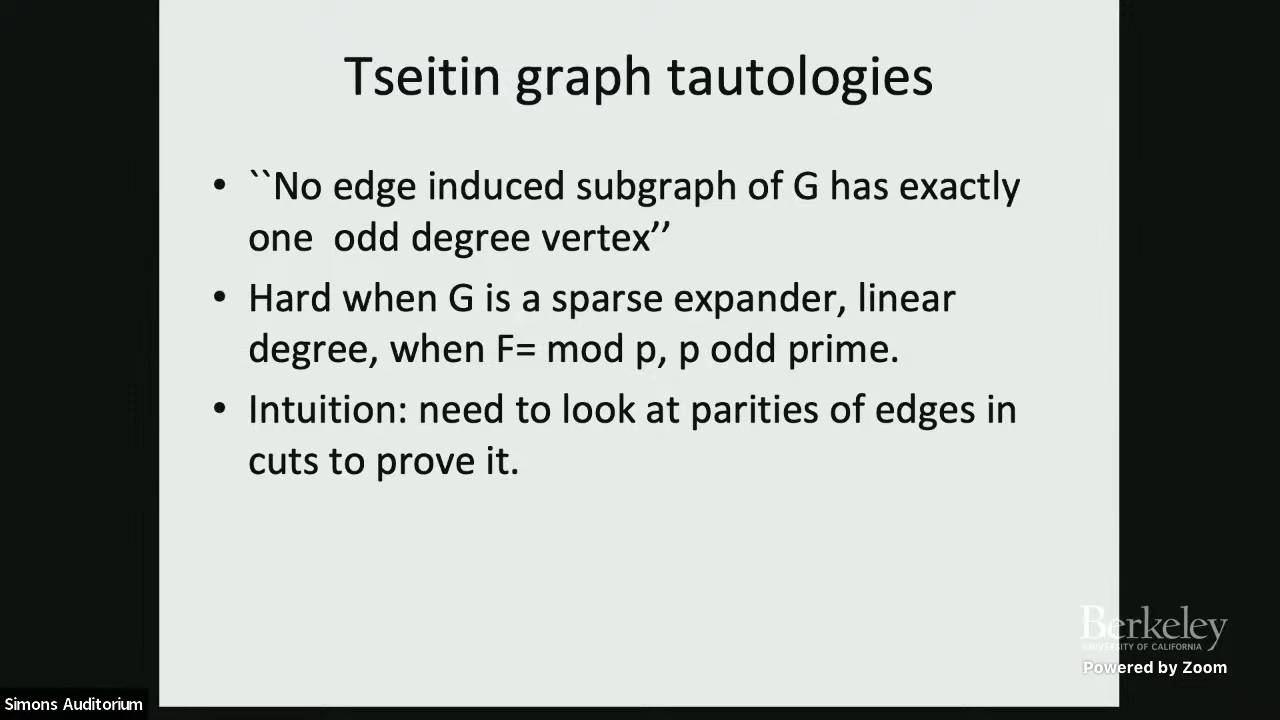 Tseitin graph tautologies
• ``No edge induced subgraph of G has exactly
one  odd degree vertex’’
• Hard when G is a sparse expander, linear
degree, when F= mod p, p odd prime.
• Intuition: need to look at parities of edges in
cuts to prove it.
Berkeley
UNIVERSITY OF CALIFORNIA
Powered by Zoom
Simons Auditorium